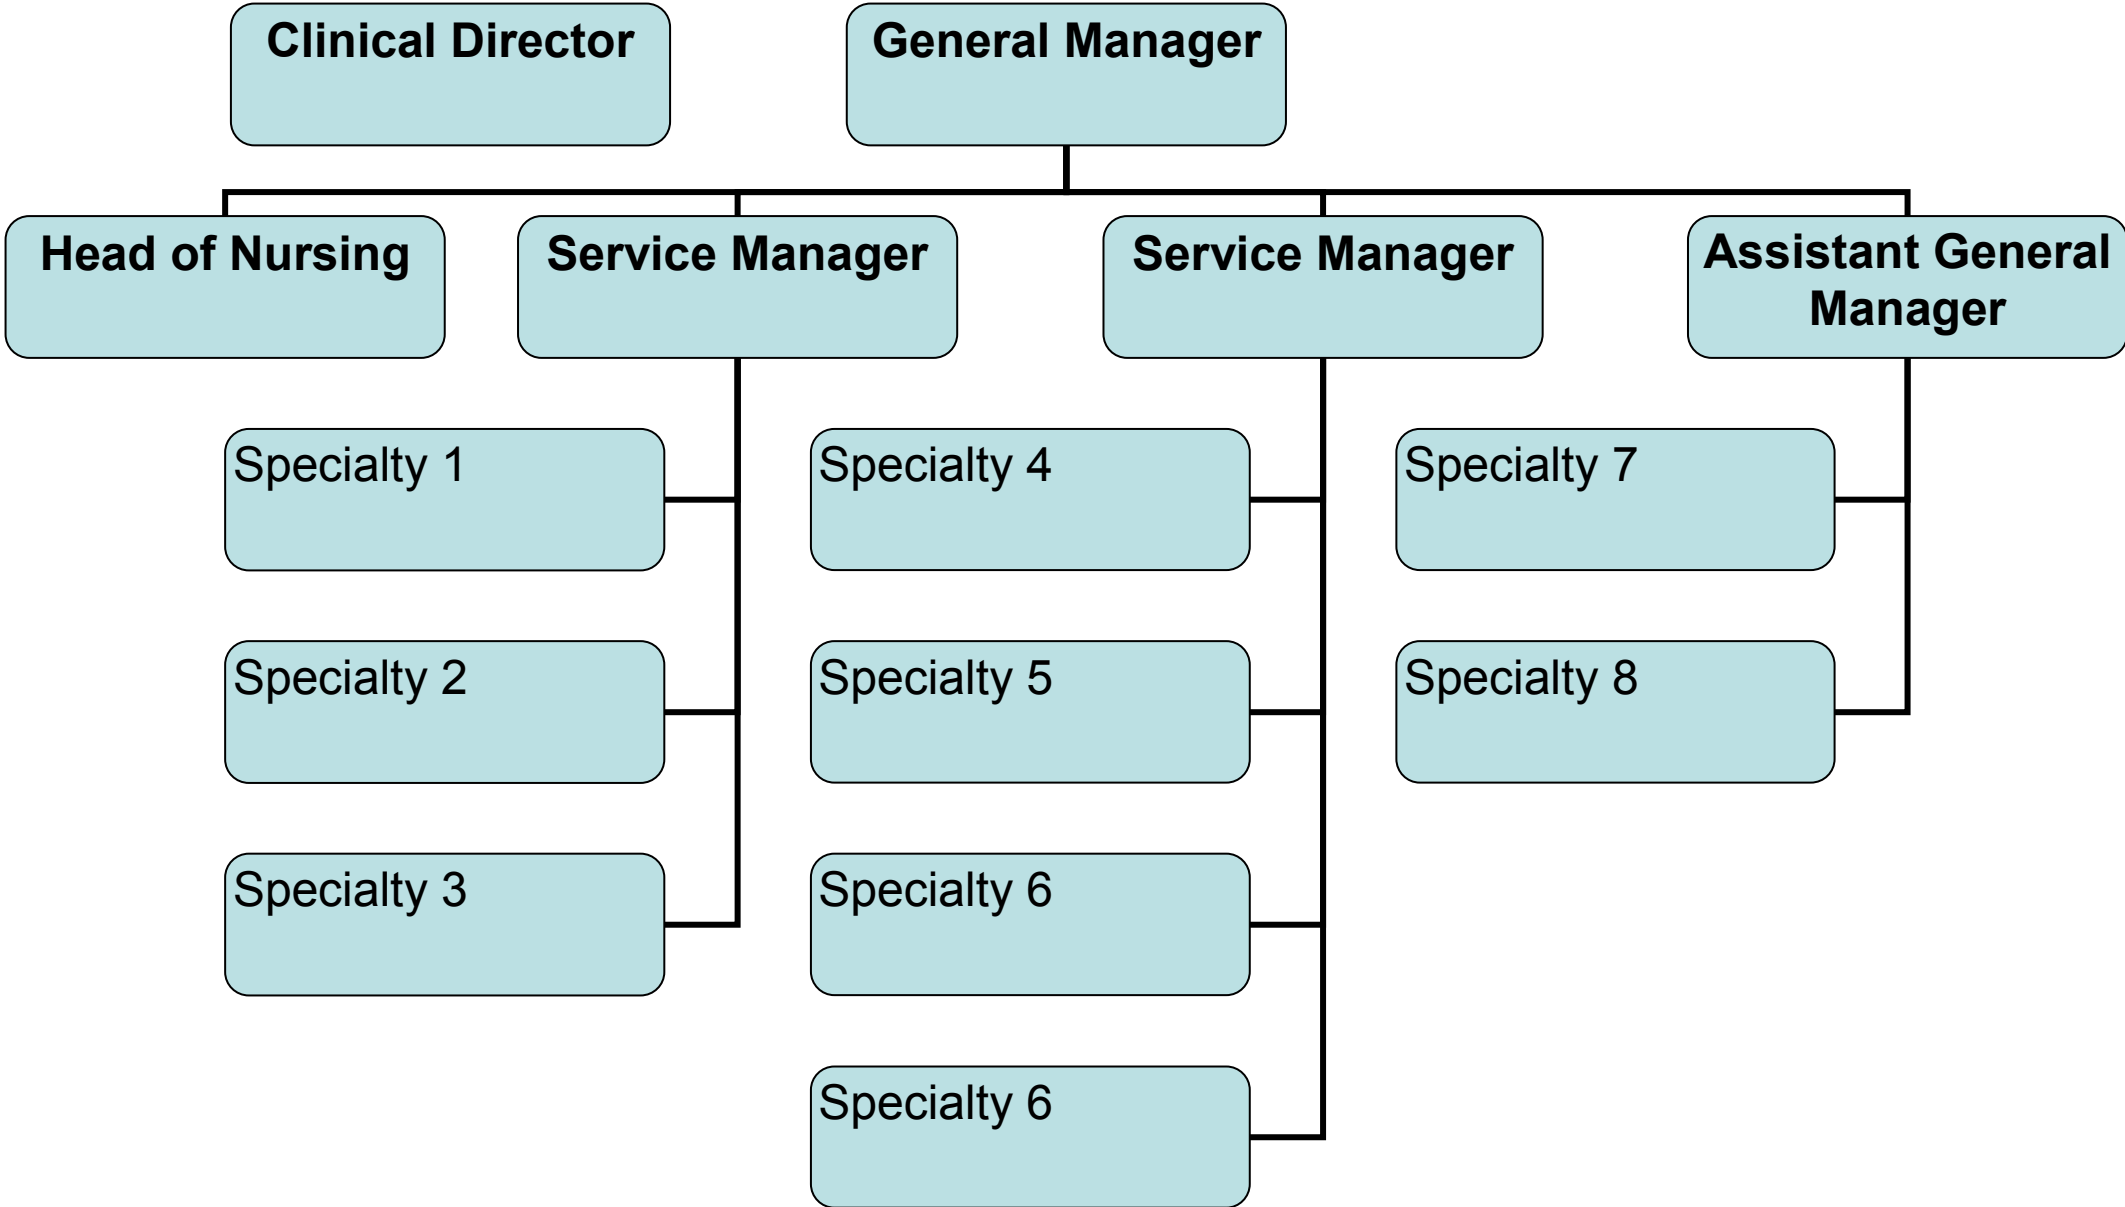 Clinical Director
General Manager
Head of Nursing
Service Manager
Service Manager
Assistant General
Manager
Specialty 1
Specialty 4
Specialty 7
Specialty 2
Specialty 5
Specialty 8
Specialty 3
Specialty 6
Specialty 6